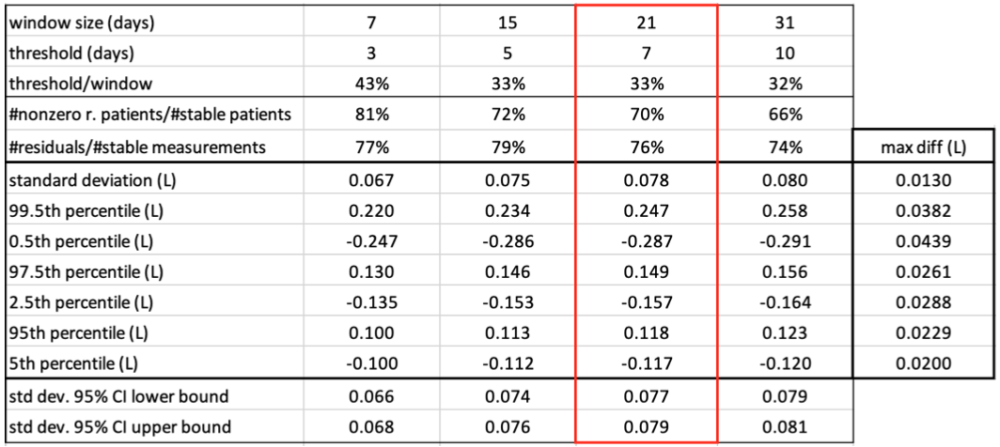 window size (days) 7 15 21 31
threshold (days) 3 5 7 10
threshold/window 43% 33% 33% 32%
#nonzero r. patients/#stable patients 81% 72% 70% 66%
#residuals/#stable measurements 77% 79% 76% 74% max diff (L)
standard deviation (L) 0.067 0.075 0.078 0.080 0.0130
99.5th percentile (L) 0.220 0.234 0.247 0.258 0.0382
0.5th percentile (L) -0.247 -0.286 -0.287 -0.291 0.0439
97.5th percentile (L) 0.130 0.146 0.149 0.156 0.0261
2.5th percentile (L) -0.135 -0.153 -0.157 -0.164 0.0288
95th percentile (L) 0.100 0.113 0.118 0.123 0.0229
5th percentile (L) -0.100 -0.112 -0.117 -0.120 0.0200
std dev. 95% CI lower bound 0.066 0.074 0.077 0.079
std dev. 95% CI upper bound 0.068 0.076 0.079 0.081